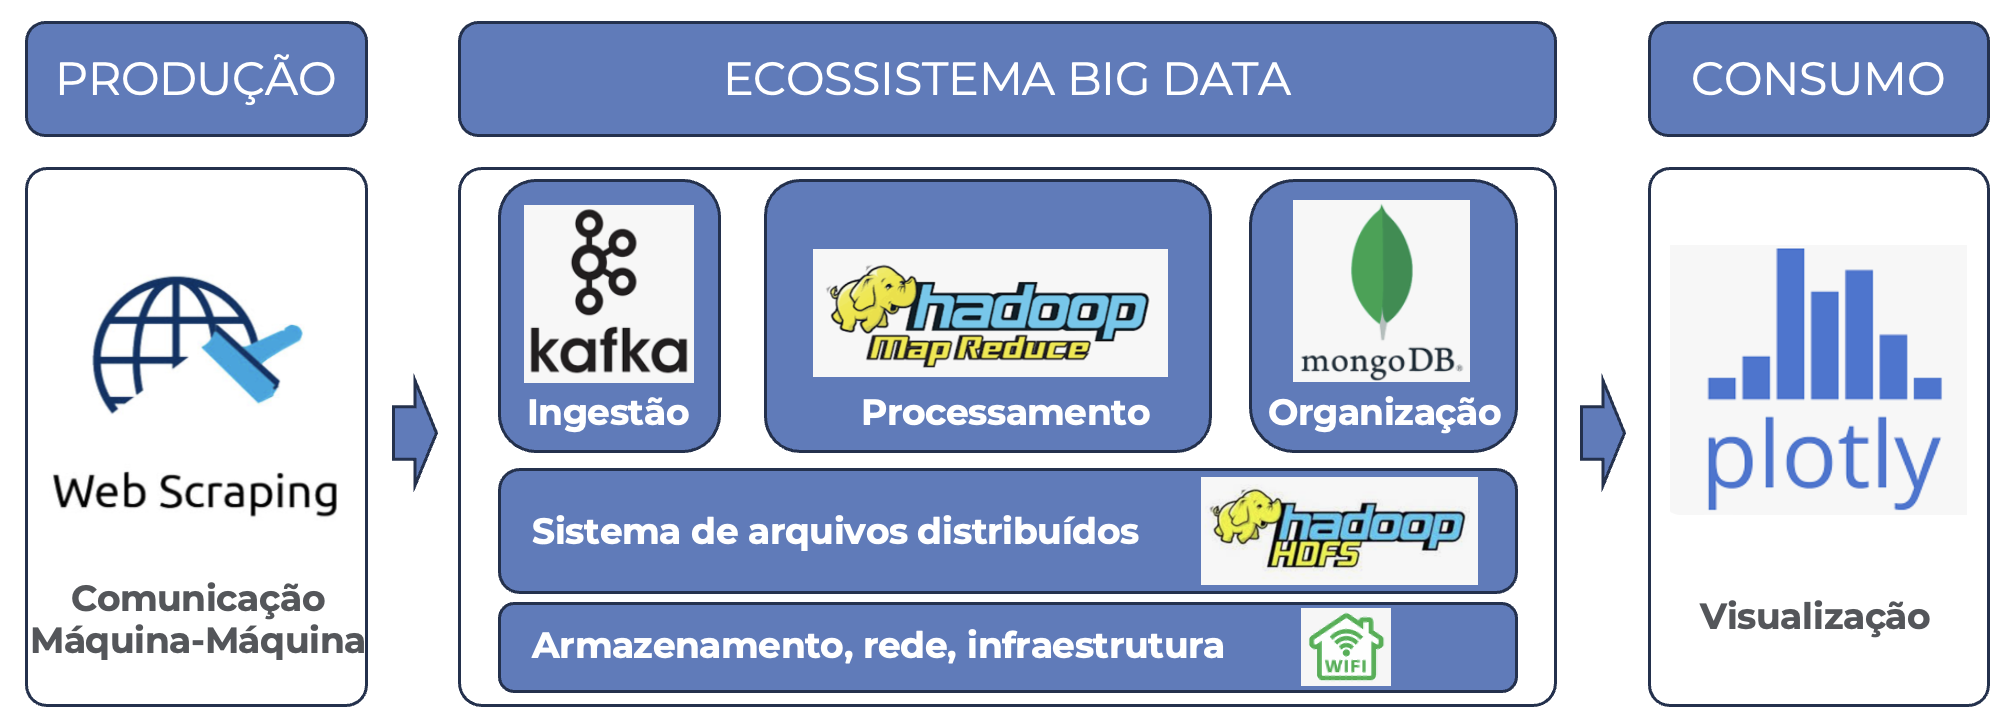 PRODUÇÃO
ECOSSISTEMA BIG DATA
CONSUMO
Web Scraping
Comunicação
Máquina-Máquina
kafka
Ingestão
hadoop
Map Reduce
Processamento
mongoDB®
Organização
Sistema de arquivos distribuídos
hadoop
HDFS
Armazenamento, rede, infraestrutura
WIFI
plotly
Visualização